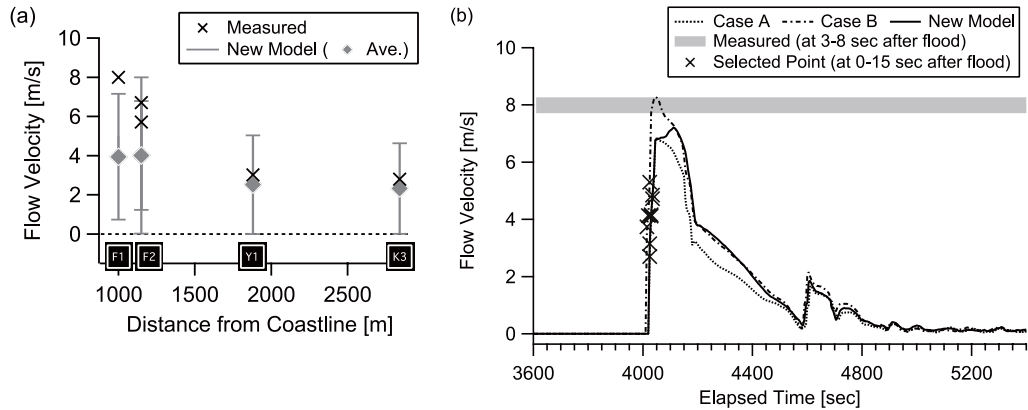 (a)
× Measured
New Model ( Ave.)
10
8
6
4
2
0
Flow Velocity [m/s]
F1 F2 Y1 K3
1000 1500 2000 2500
Distance from Coastline [m]
(b)
Case A Case B New Model
Measured (at 3-8 sec after flood)
× Selected Point (at 0-15 sec after flood)
10
8
6
4
2
0
Flow Velocity [m/s]
3600 4000 4400 4800 5200
Elapsed Time [sec]